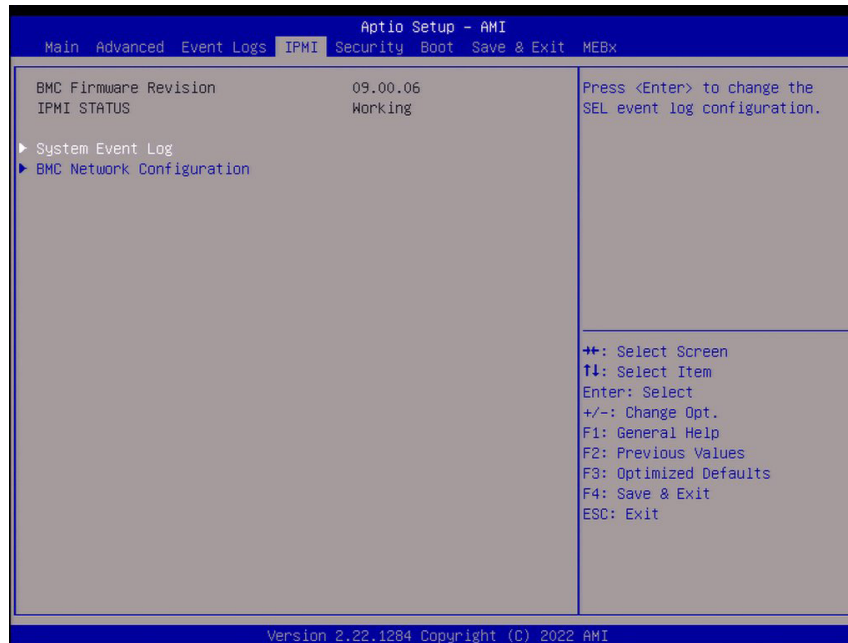 Aptio Setup – AMI
Main Advanced Event Logs IPMI Security Boot Save & Exit MEBx
BMC Firmware Revision 09.00.06
IPMI STATUS Working
▶ System Event Log
▶ BMC Network Configuration
Press <Enter> to change the
SEL event log configuration.
→←: Select Screen
↑↓: Select Item
Enter: Select
+/-: Change Opt.
F1: General Help
F2: Previous Values
F3: Optimized Defaults
F4: Save & Exit
ESC: Exit
Version 2.22.1284 Copyright (C) 2022 AMI